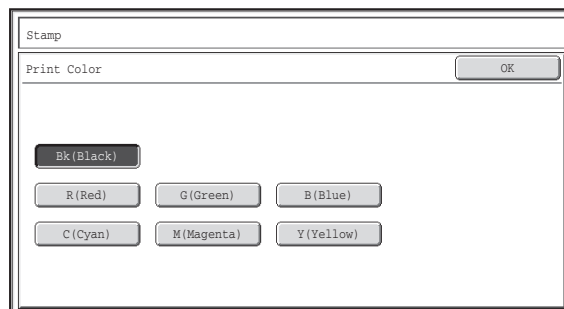 Stamp
Print Color
OK
Bk(Black)
R(Red) G(Green) B(Blue)
C(Cyan) M(Magenta) Y(Yellow)